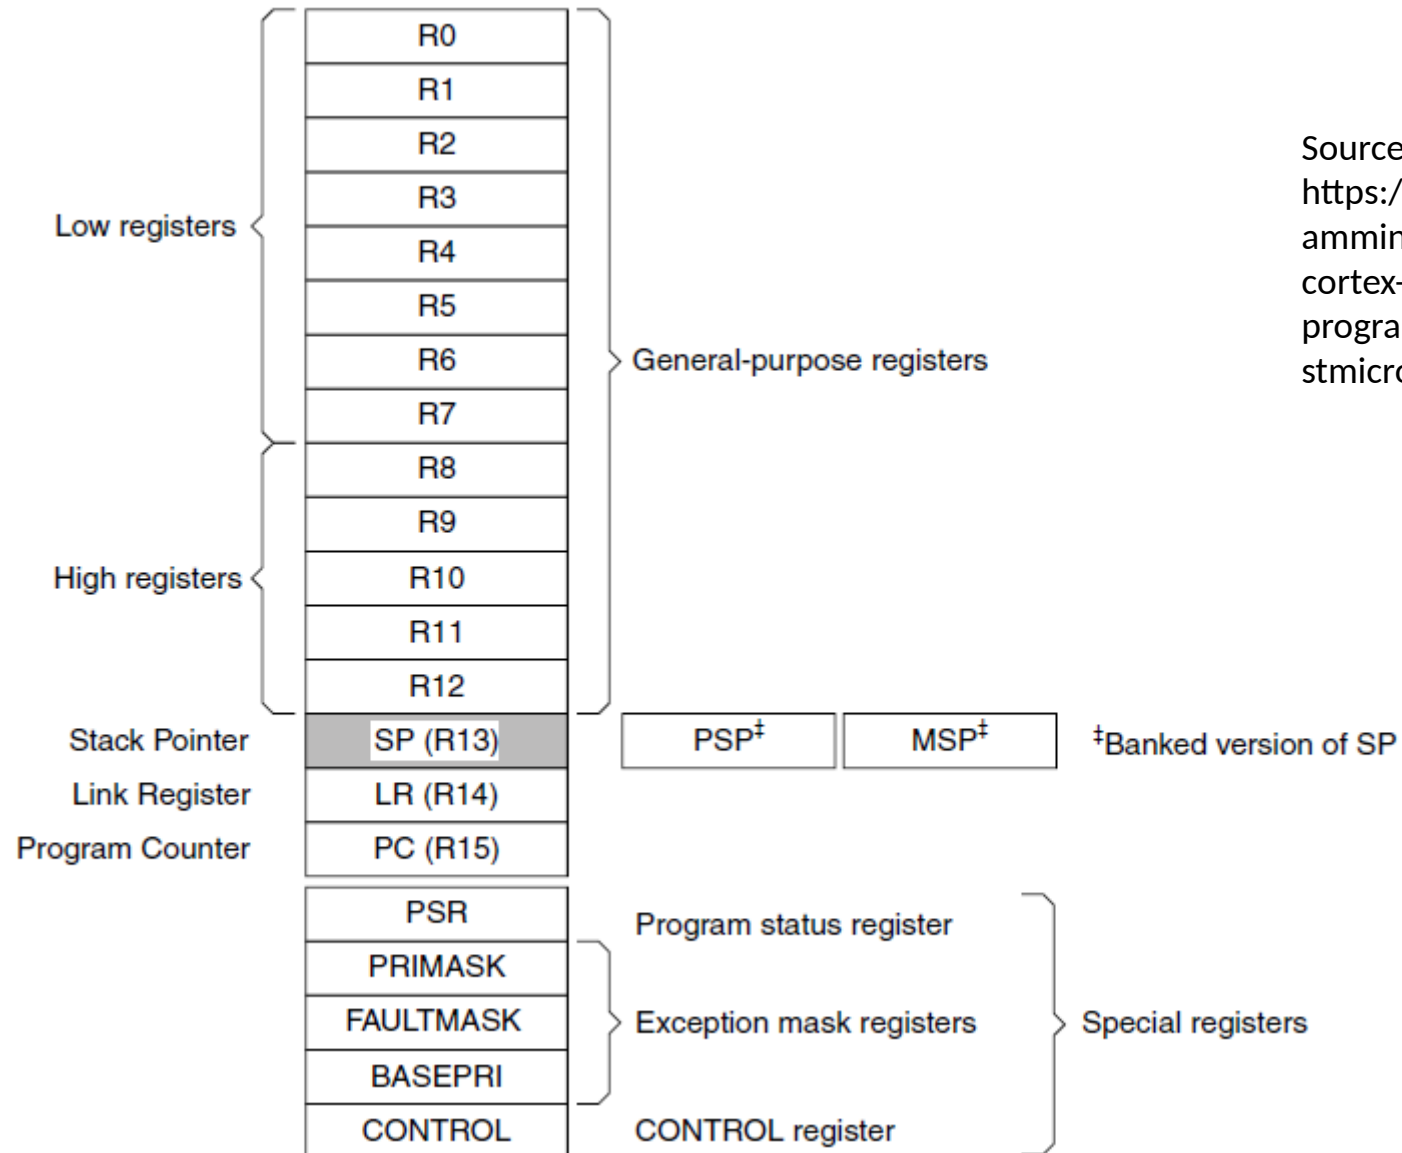 R0
R1
R2
R3
R4
R5
R6
R7
R8
R9
R10
R11
R12
Low registers
High registers
General-purpose registers
Stack Pointer SP (R13) PSP‡ MSP‡ ‡Banked version of SP
Link Register LR (R14)
Program Counter PC (R15)
PSR Program status register
PRIMASK
FAULTMASK Exception mask registers Special registers
BASEPRI
CONTROL CONTROL register
Source
https:/
ammin
cortex-
progra
stmicro